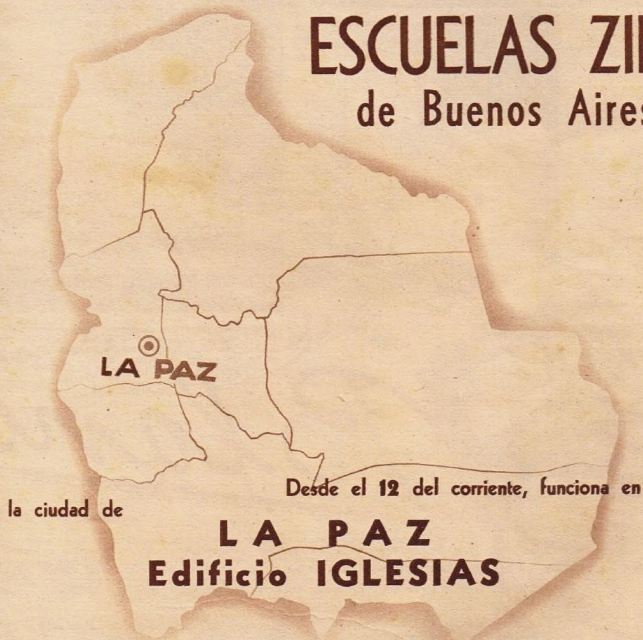 ESCUELAS
de Buenos Aires
LA PAZ
Desde el 12 del corriente, funciona en
la ciudad de
LA PAZ
Edificio IGLESIAS